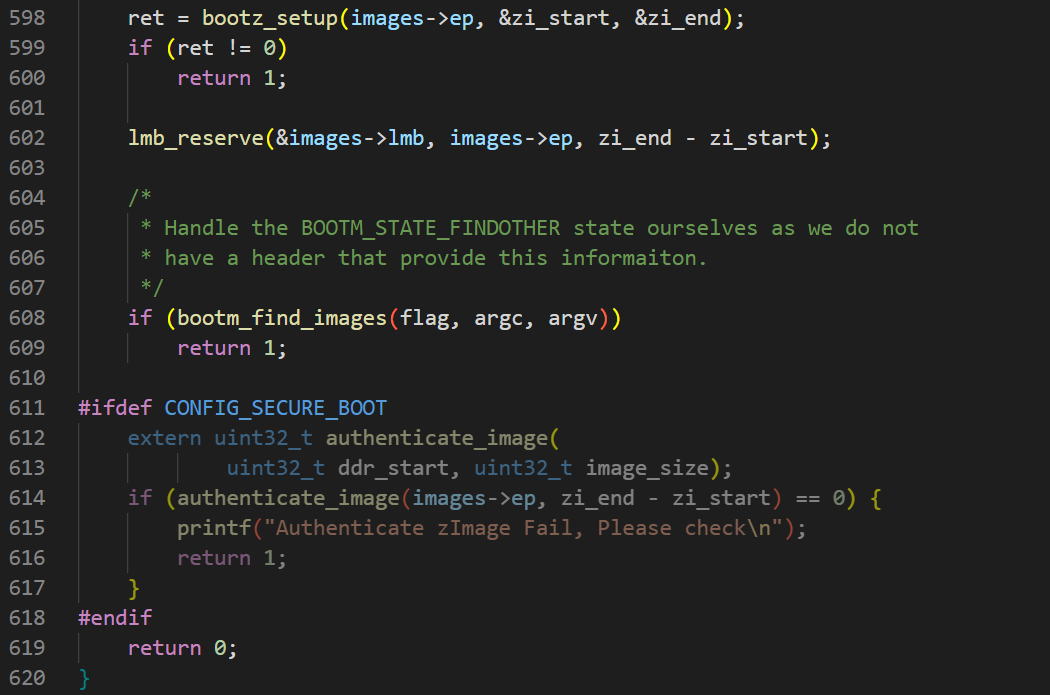 598 ret = bootz_setup(images->ep, &zi_start, &zi_end);
599 if (ret != 0)
600 return 1;
601
602 lmb_reserve(&images->lmb, images->ep, zi_end - zi_start);
603
604 /*
605 * Handle the BOOTM_STATE_FINDOTHER state ourselves as we do not
606 * have a header that provide this informaiton.
607 */
608 if (bootm_find_images(flag, argc, argv))
609 return 1;
610
611 #ifdef CONFIG_SECURE_BOOT
612 extern uint32_t authenticate_image(
613 uint32_t ddr_start, uint32_t image_size);
614 if (authenticate_image(images->ep, zi_end - zi_start) == 0) {
615 printf("Authenticate zImage Fail, Please check\n");
616 return 1;
617 }
618 #endif
619 return 0;
620 }